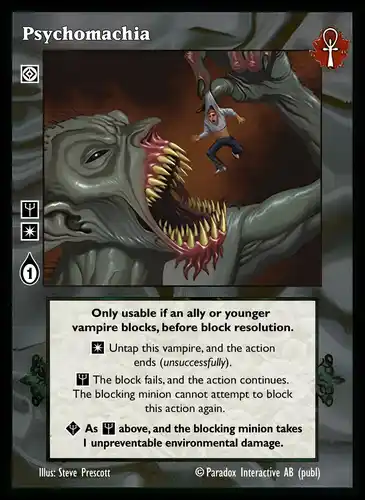 Psychomachia
1
Only usable if an ally or younger
vampire blocks, before block resolution.
Untap this vampire, and the action
ends (unsuccessfully).
The block fails, and the action continues.
The blocking minion cannot attempt to block
this action again.
As above, and the blocking minion takes
1 unpreventable environmental damage.
Illus: Steve Prescott
© Paradox Interactive AB (publ)